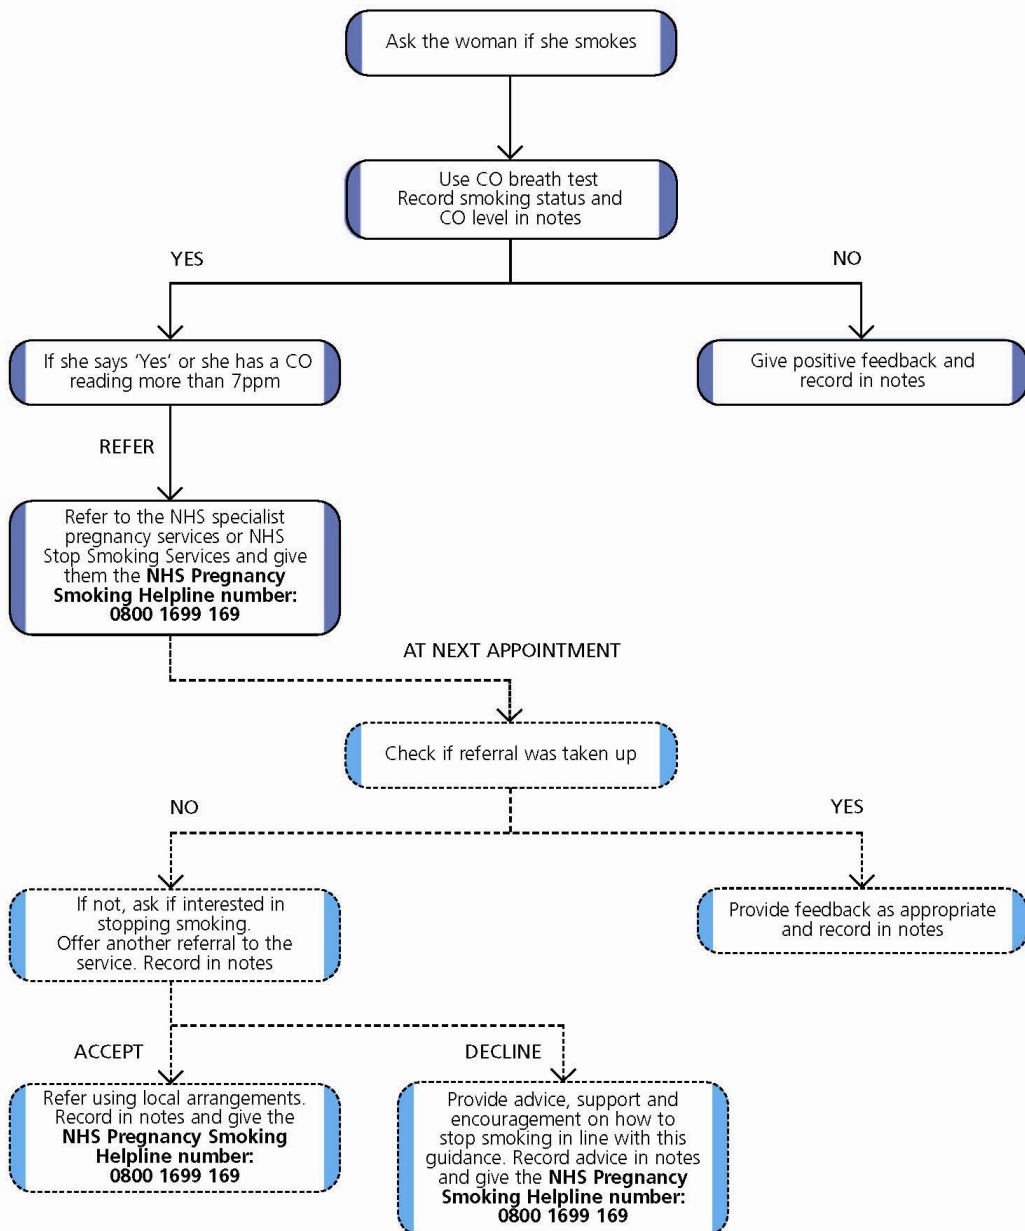 Ask the woman if she smokes
Use CO breath test
Record smoking status and
CO level in notes
YES
NO
If she says ‘Yes’ or she has a CO
reading more than 7ppm
Give positive feedback and
record in notes
REFER
Refer to the NHS specialist
pregnancy services or NHS
Stop Smoking Services and give
them the NHS Pregnancy
Smoking Helpline number:
0800 1699 169
AT NEXT APPOINTMENT
Check if referral was taken up
NO
YES
If not, ask if interested in
stopping smoking.
Offer another referral to the
service. Record in notes
Provide feedback as appropriate
and record in notes
ACCEPT
DECLINE
Refer using local arrangements.
Record in notes and give the
NHS Pregnancy Smoking
Helpline number:
0800 1699 169
Provide advice, support and
encouragement on how to
stop smoking in line with this
guidance. Record advice in notes
and give the NHS Pregnancy
Smoking Helpline number:
0800 1699 169